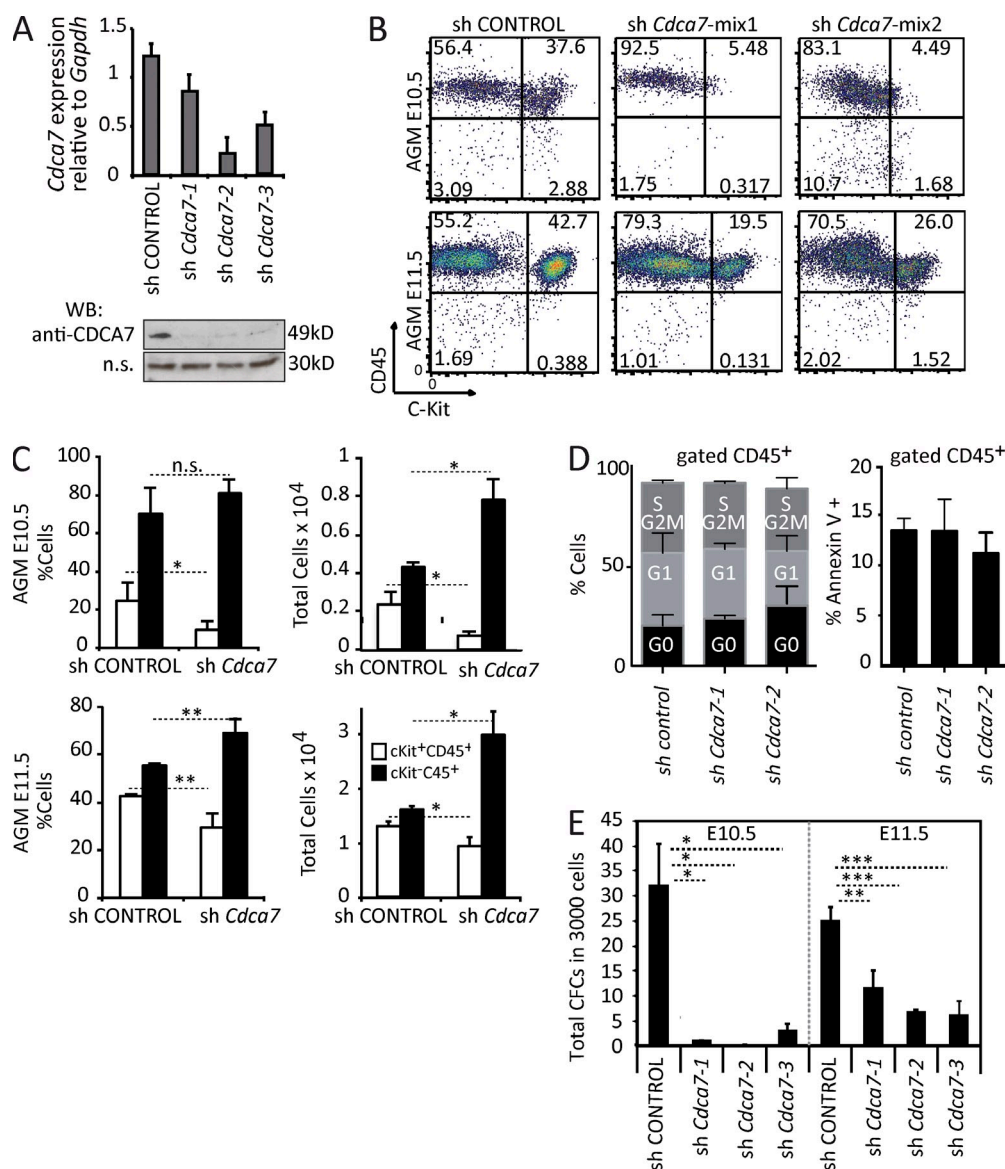 A
Cdca7 expression
relative to Gapdh
1.5
1
0.5
0
sh CONTROL
sh Cdca7-1
sh Cdca7-2
sh Cdca7-3
WB:
anti-CDCA7
49kD
n.s.
30kD
B
sh CONTROL
sh Cdca7-mix1
sh Cdca7-mix2
AGM E10.5
56.4
37.6
3.09
2.88
92.5
5.48
1.75
0.317
83.1
4.49
10.7
1.68
AGM E11.5
55.2
42.7
1.69
0.388
79.3
19.5
1.01
0.131
70.5
26.0
2.02
1.52
CD45
0
C-Kit
C
AGM E10.5
%Cells
100
80
60
40
20
0
n.s.
*
sh CONTROL
sh Cdca7
Total Cells x 10⁴
1
0.8
0.6
0.4
0.2
0
*
*
sh CONTROL
sh Cdca7
AGM E11.5
%Cells
80
60
40
20
0
**
**
sh CONTROL
sh Cdca7
Total Cells x 10⁴
3
2
1
0
*
*
cKit⁺CD45⁺
cKit⁻C45⁺
sh CONTROL
sh Cdca7
D
gated CD45⁺
% Cells
100
50
0
S
G2M
G1
G0
S
G2M
G1
G0
S
G2M
G1
G0
sh control
sh Cdca7-1
sh Cdca7-2
gated CD45⁺
% Annexin V +
20
15
10
5
0
sh control
sh Cdca7-1
sh Cdca7-2
E
Total CFCs in 3000 cells
45
40
35
30
25
20
15
10
5
0
E10.5
*
*
*
E11.5
***
***
**
sh CONTROL
sh Cdca7-1
sh Cdca7-2
sh Cdca7-3
sh CONTROL
sh Cdca7-1
sh Cdca7-2
sh Cdca7-3